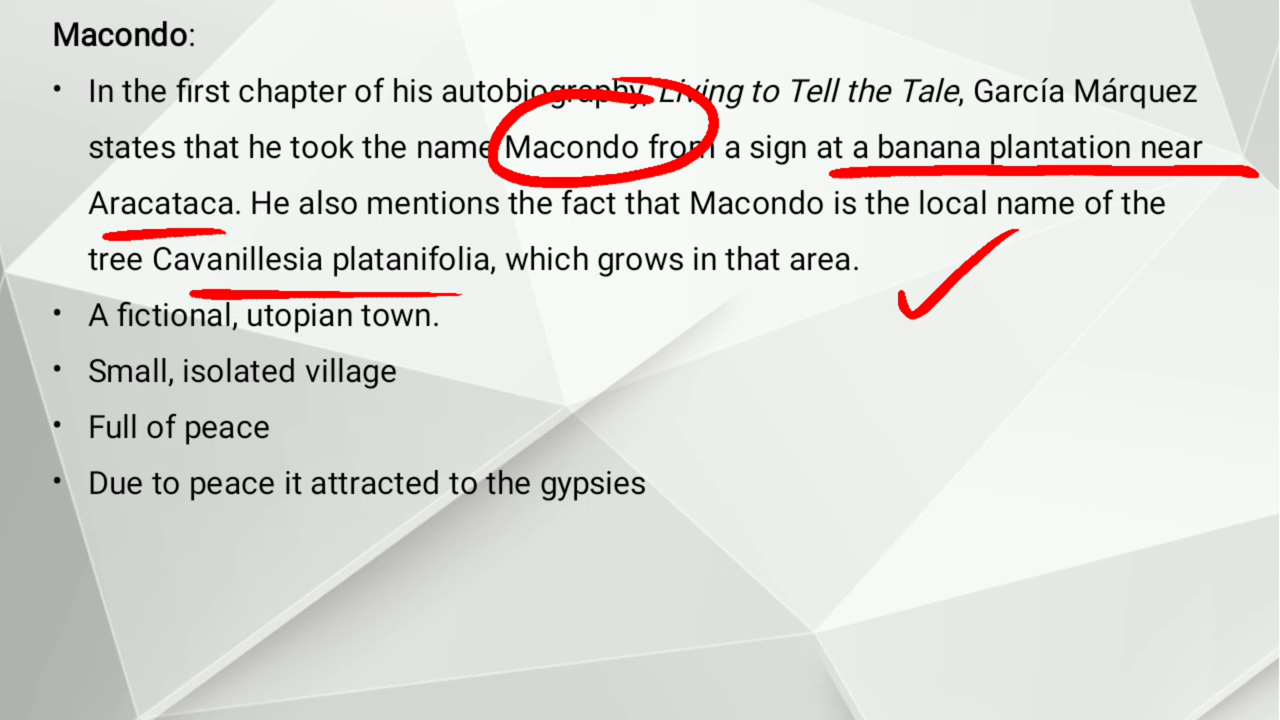 Macondo:
• In the first chapter of his autobiography, Living to Tell the Tale, García Márquez
states that he took the name Macondo from a sign at a banana plantation near
Aracataca. He also mentions the fact that Macondo is the local name of the
tree Cavanillesia platanifolia, which grows in that area.
• A fictional, utopian town.
• Small, isolated village
• Full of peace
• Due to peace it attracted to the gypsies